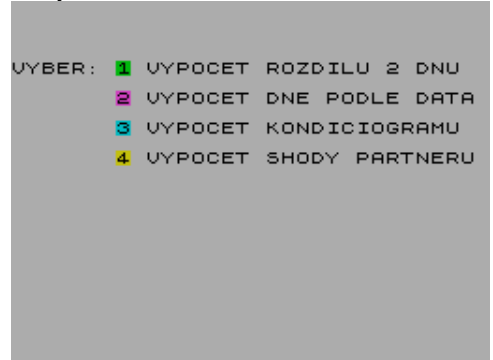 VYBER: 1 VYPOCET ROZDILU 2 DNU
2 VYPOCET DNE PODLE DATA
3 VYPOCET KONDICIOGRAMU
4 VYPOCET SHODY PARTNERU